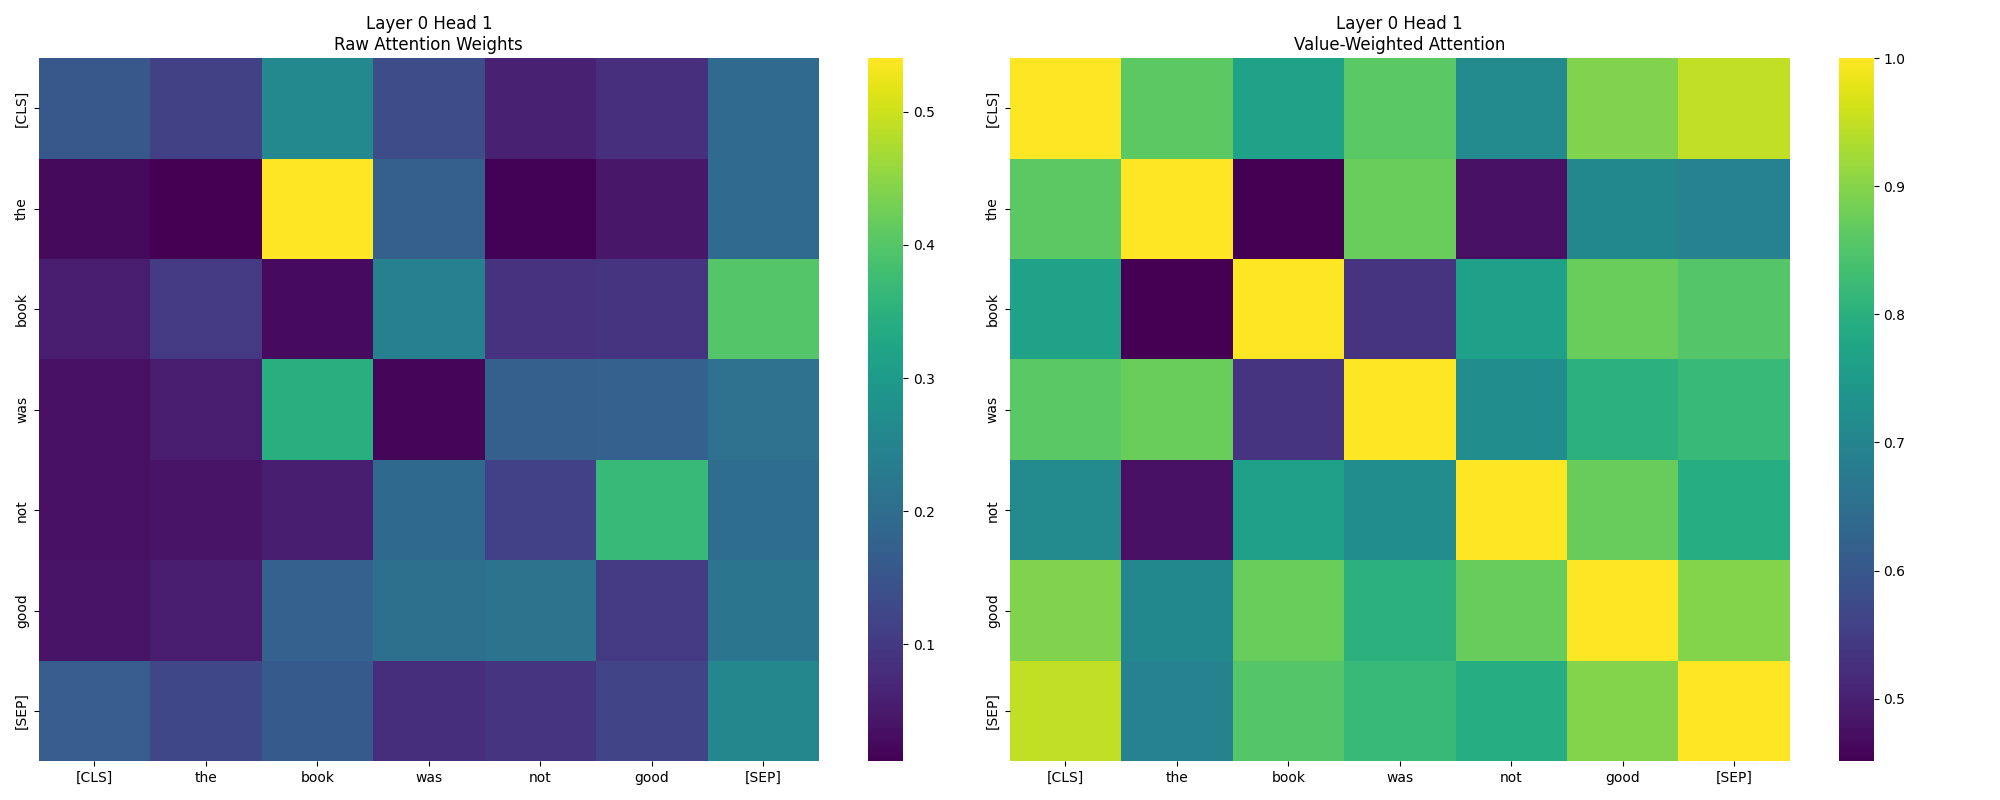 Layer 0 Head 1
Raw Attention Weights
[CLS]
the
book
was
not
good
[SEP]
[CLS] the book was not good [SEP]
0.5
0.4
0.3
0.2
0.1
Layer 0 Head 1
Value-Weighted Attention
[CLS]
the
book
was
not
good
[SEP]
[CLS] the book was not good [SEP]
1.0
0.9
0.8
0.7
0.6
0.5